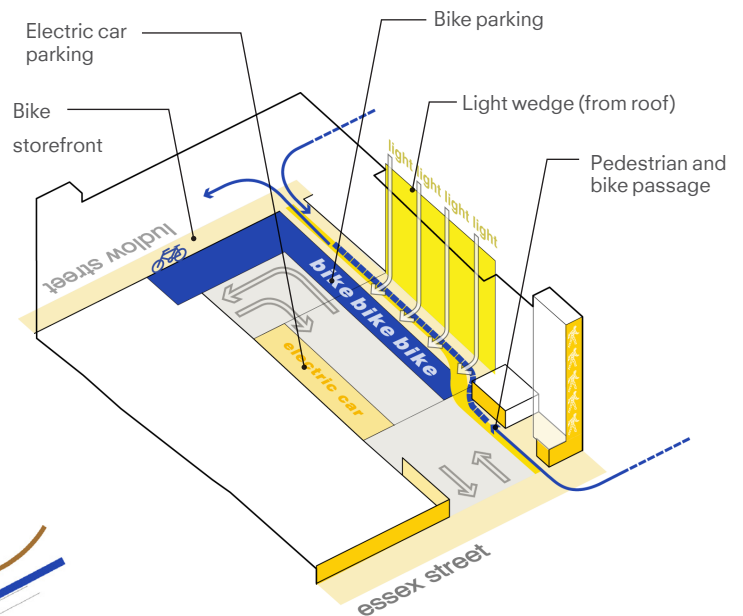 Electric car
parking
Bike parking
Bike
storefront
Light wedge (from roof)
Pedestrian and
bike passage
light light light light
ludlow street
bike bike bike
electric car
essex street